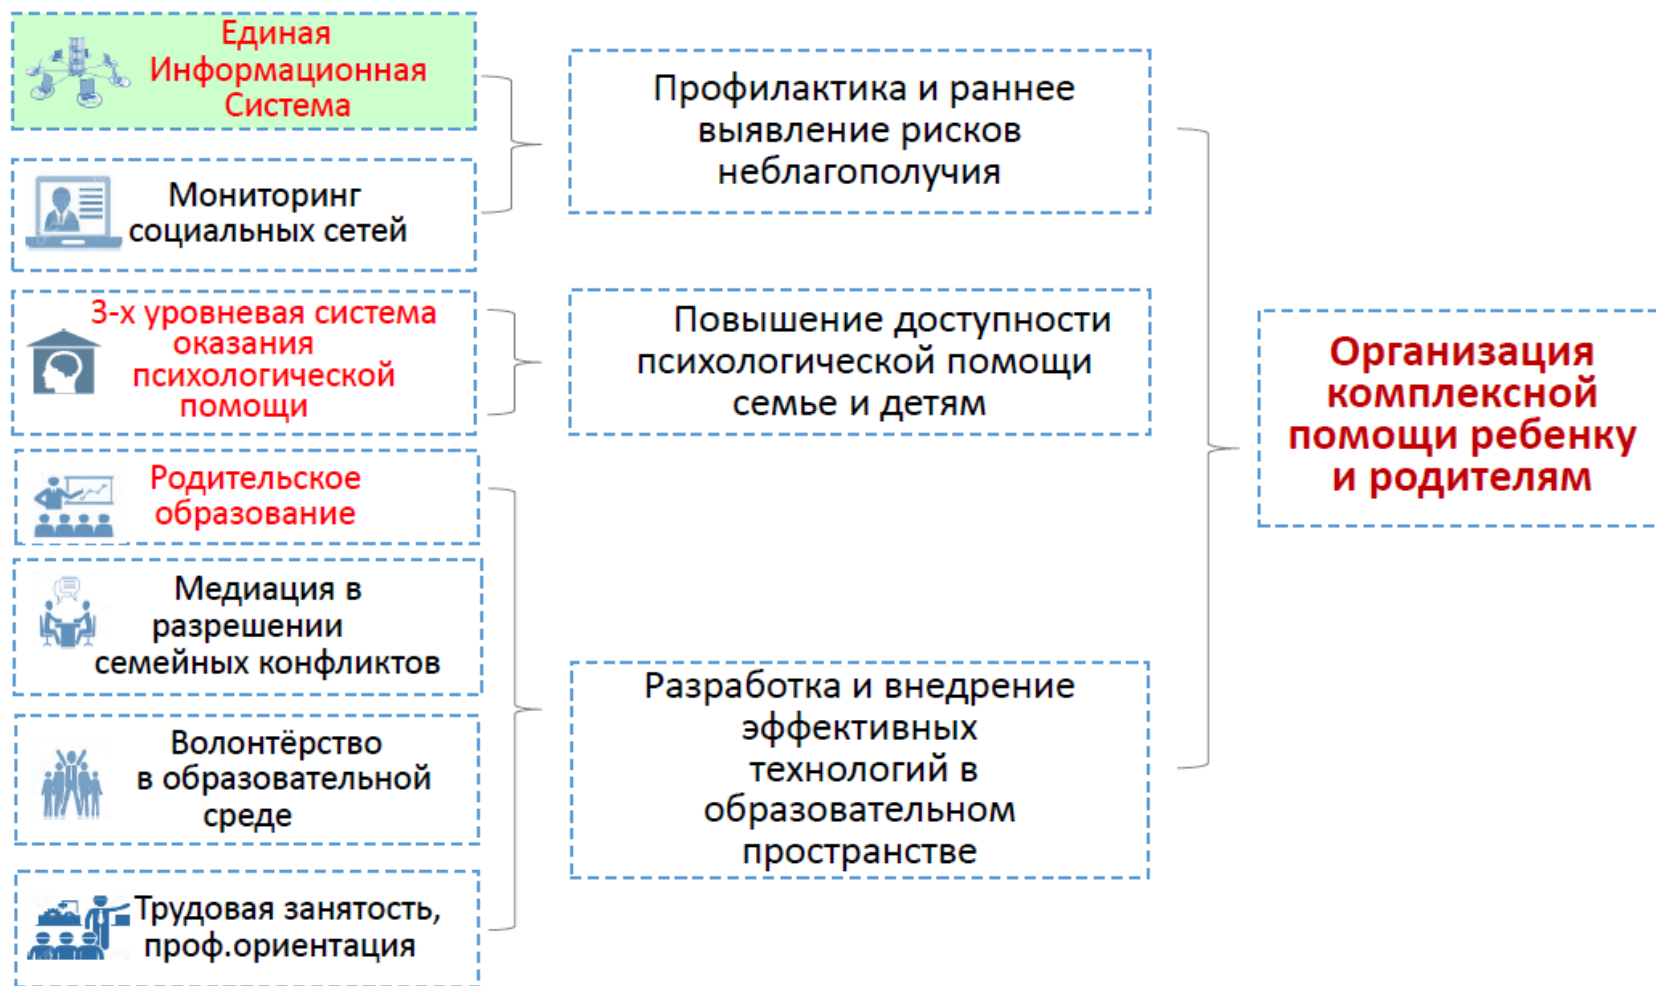 Единая
Информационная
Система
Мониторинг
социальных сетей
3-х уровневая система
оказания
психологической
помощи
Родительское
образование
Медиация в
разрешении
семейных конфликтов
Волонтёрство
в образовательной
среде
Трудовая занятость,
проф.ориентация
Профилактика и раннее
выявление рисков
неблагополучия
Повышение доступности
психологической помощи
семье и детям
Разработка и внедрение
эффективных
технологий в
образовательном
пространстве
Организация
комплексной
помощи ребенку
и родителям